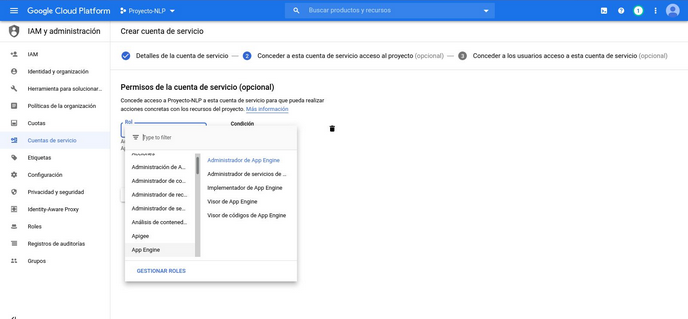 Google Cloud Platform
Proyecto-NLP
Buscar productos y recursos
1
IAM y administración
Crear cuenta de servicio
IAM
Identidad y organización
Herramienta para solucionar...
Políticas de la organización
Cuotas
Cuentas de servicio
Etiquetas
Configuración
Privacidad y seguridad
Identity-Aware Proxy
Roles
Registros de auditorías
Grupos
Detalles de la cuenta de servicio
2 Conceder a esta cuenta de servicio acceso al proyecto (opcional)
3 Conceder a los usuarios acceso a esta cuenta de servicio (opcional)
Permisos de la cuenta de servicio (opcional)
Concede acceso a Proyecto-NLP a esta cuenta de servicio para que pueda realizar
acciones concretas con los recursos del proyecto. Más información
Rol
Condición
Type to filter
Acciones
Administración de A...
Administrador de co...
Administrador de rec...
Administrador de se...
Análisis de contened...
Apigee
App Engine
Administrador de App Engine
Administrador de servicios de ...
Implementador de App Engine
Visor de App Engine
Visor de códigos de App Engine
GESTIONAR ROLES